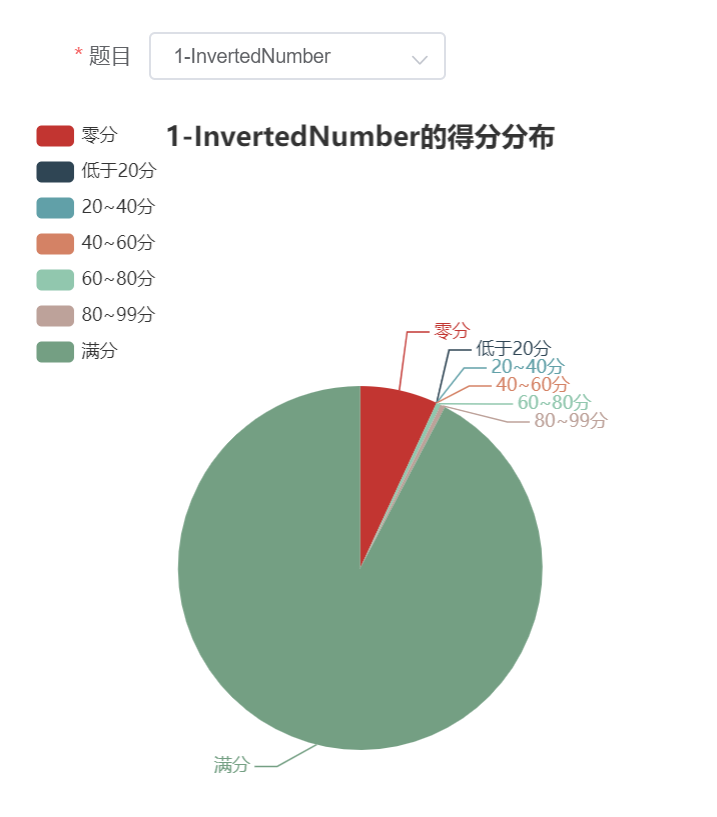 * 题目
1-InvertedNumber
1-InvertedNumber的得分分布
零分
低于20分
20~40分
40~60分
60~80分
80~99分
满分
零分
低于20分
20~40分
40~60分
60~80分
80~99分
满分